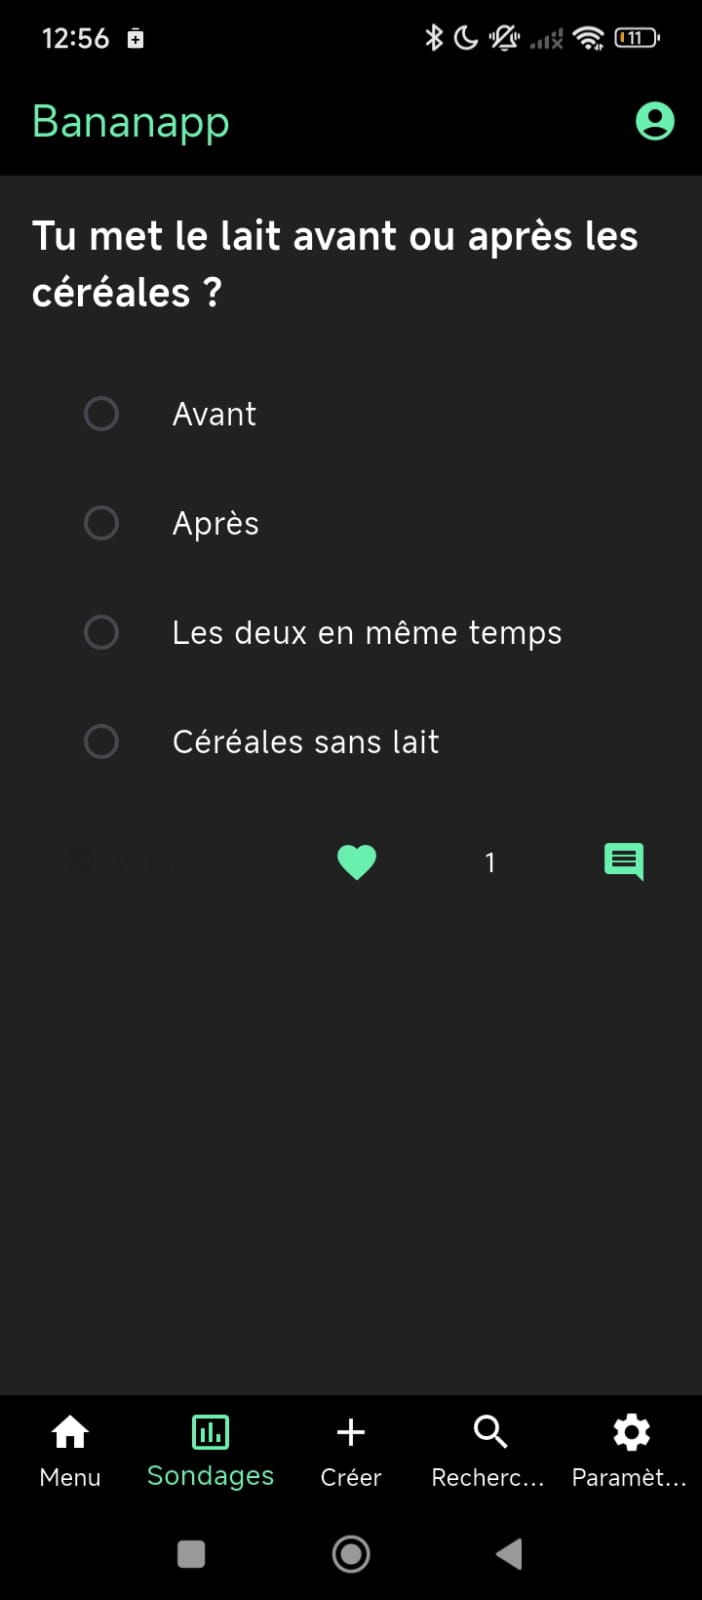 12:56
11
Bananapp
Tu met le lait avant ou après les
céréales ?
Avant
Après
Les deux en même temps
Céréales sans lait
1
Menu
Sondages
Créer
Recherc...
Paramèt...